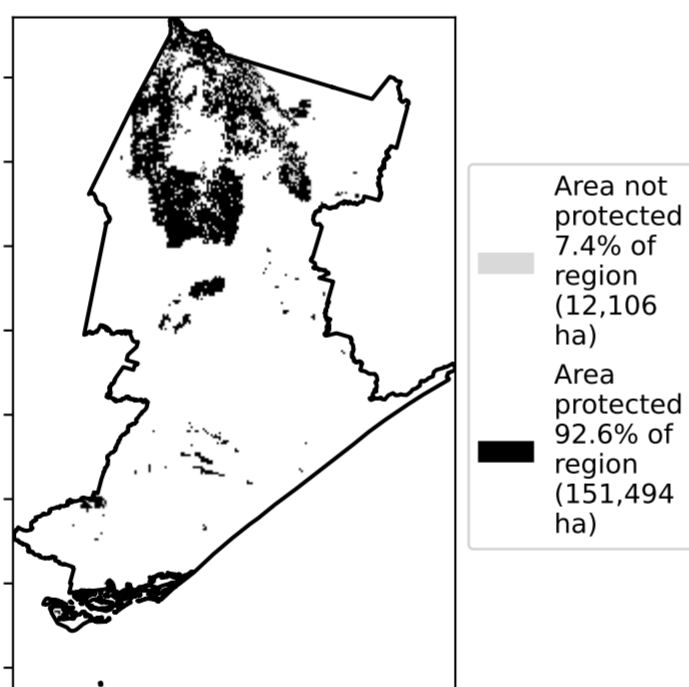 Area not
protected
7.4% of
region
(12,106
ha)
Area
protected
92.6% of
region
(151,494
ha)